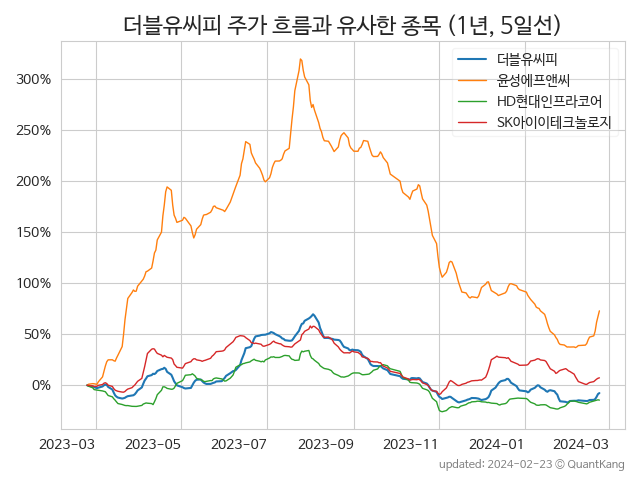 더블유씨피 주가 흐름과 유사한 종목 (1년, 5일선)
더블유씨피
윤성에프앤씨
HD현대인프라코어
SK아이이테크놀로지
300%
250%
200%
150%
100%
50%
0%
2023-03 2023-05 2023-07 2023-09 2023-11 2024-01 2024-03
updated: 2024-02-23 © QuantKang